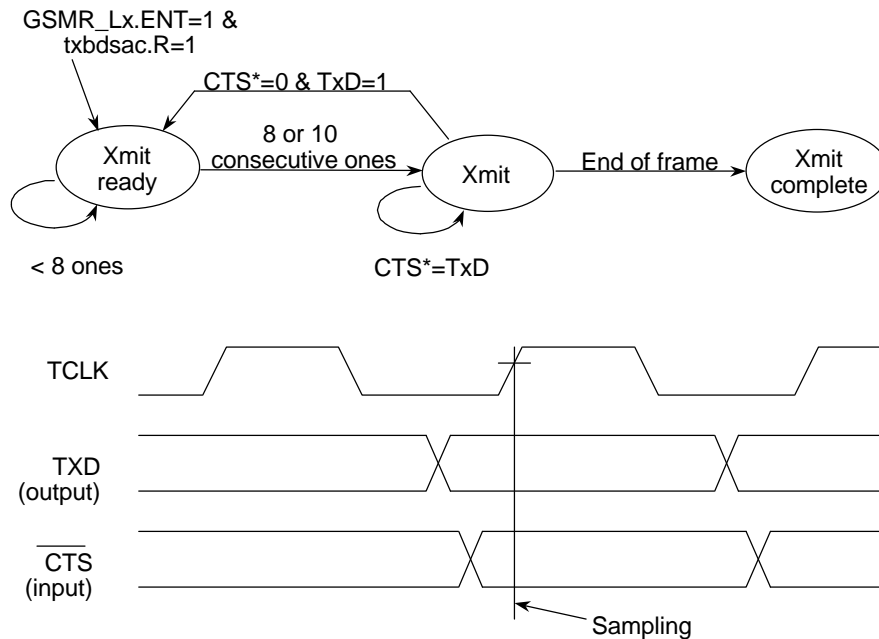 GSMR_Lx.ENT=1 &
txbdsac.R=1
CTS*=0 & TxD=1
8 or 10
consecutive ones
Xmit
ready
Xmit
End of frame
Xmit
complete
< 8 ones
CTS*=TxD
TCLK
TXD
(output)
CTS
(input)
Sampling